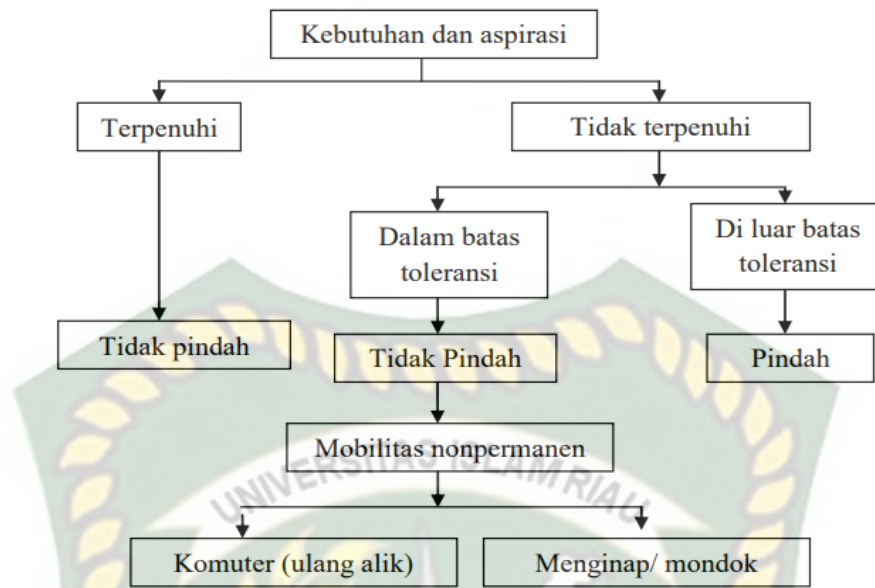 Kebutuhan dan aspirasi
Terpenuhi
Tidak terpenuhi
Dalam batas
toleransi
Di luar batas
toleransi
Tidak pindah
Tidak Pindah
Pindah
Mobilitas nonpermanen
UNIVERSITAS ISLAM RIAU
Komuter (ulang alik)
Menginap/ mondok